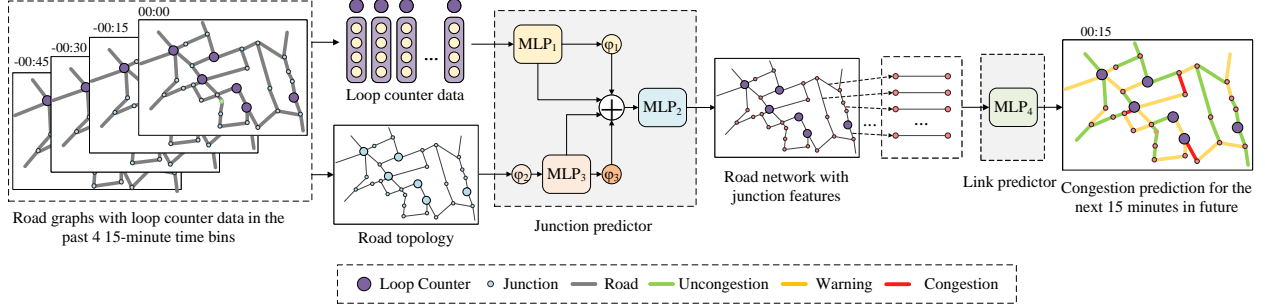 00:00
-00:15
-00:30
-00:45
Road graphs with loop counter data in the
past 4 15-minute time bins
...
Loop counter data
Road topology
MLP₁
φ₁
MLP₂
φ₂
MLP₃
φ₃
Junction predictor
Road network with
junction features
...
...
MLP₄
Link predictor
00:15
Congestion prediction for the
next 15 minutes in future
Loop Counter
Junction
Road
Uncongestion
Warning
Congestion